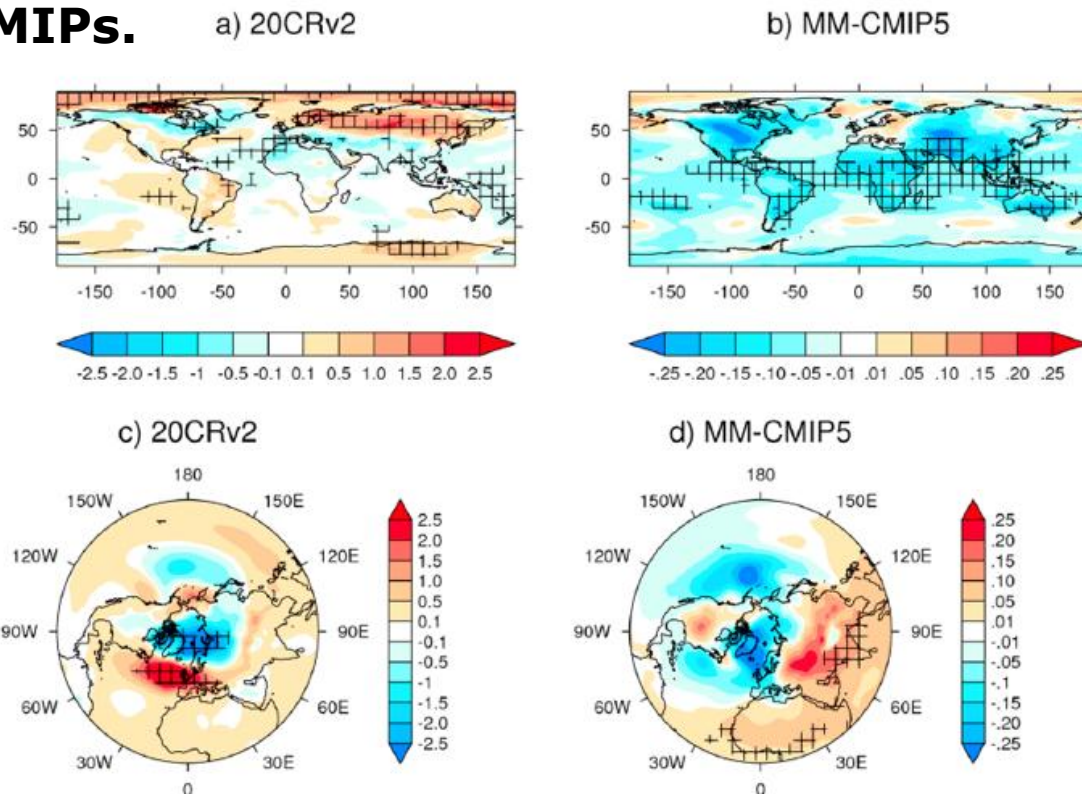 MIPs.
a) 20CRv2
b) MM-CMIP5
50
0
-50
-150 -100 -50 0 50 100 150
50
0
-50
-150 -100 -50 0 50 100 150
-2.5 -2.0 -1.5 -1 -0.5 -0.1 0.1 0.5 1.0 1.5 2.0 2.5
-.25 -.20 -.15 -.10 -.05 -.01 .01 .05 .10 .15 .20 .25
c) 20CRv2
d) MM-CMIP5
180
150W 150E
120W 120E
90W 90E
60W 60E
30W 30E
0
2.5
2.0
1.5
1.0
0.5
0.1
-0.1
-0.5
-1
-1.5
-2.0
-2.5
180
150W 150E
120W 120E
90W 90E
60W 60E
30W 30E
0
.25
.20
.15
.10
.05
.01
-.01
-.05
-.10
-.15
-.20
-.25